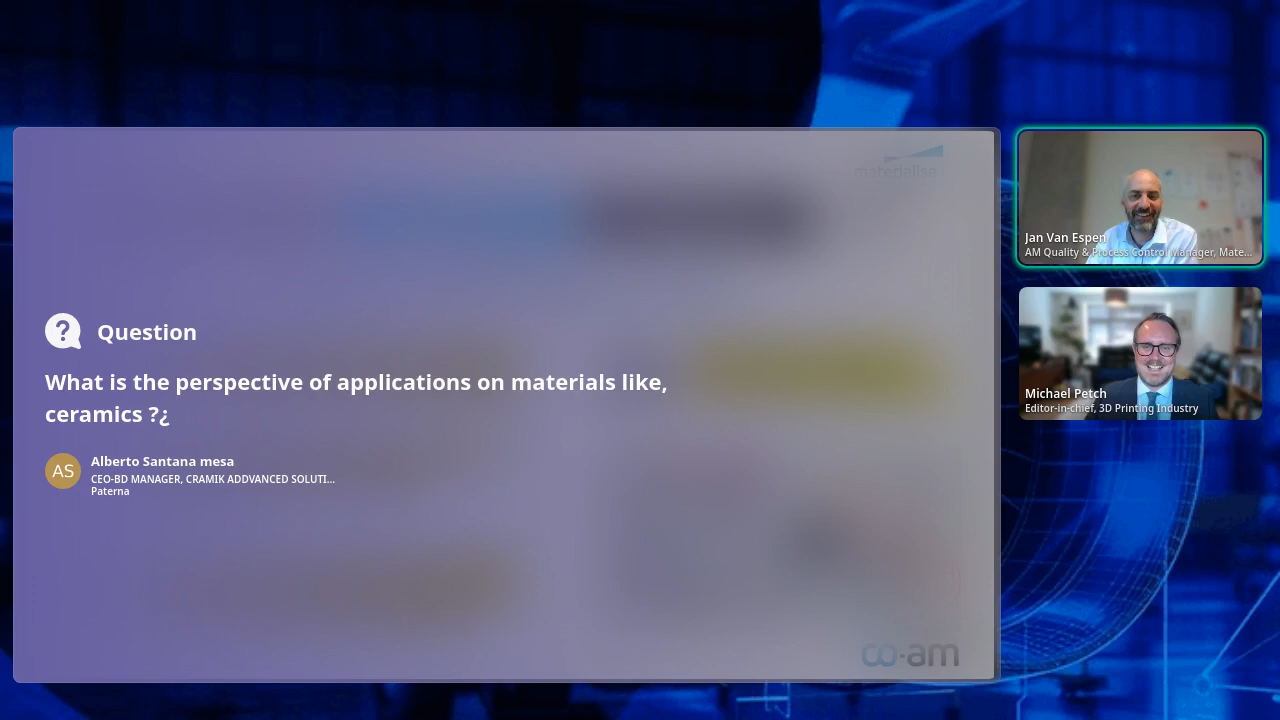 materialise
Question
What is the perspective of applications on materials like,
ceramics ?¿
AS
Alberto Santana mesa
CEO-BD MANAGER, CRAMIK ADDVANCED SOLUTI...
Paterna
co·am
Jan Van Espen
AM Quality & Process Control Manager, Mate...
Michael Petch
Editor-in-chief, 3D Printing Industry